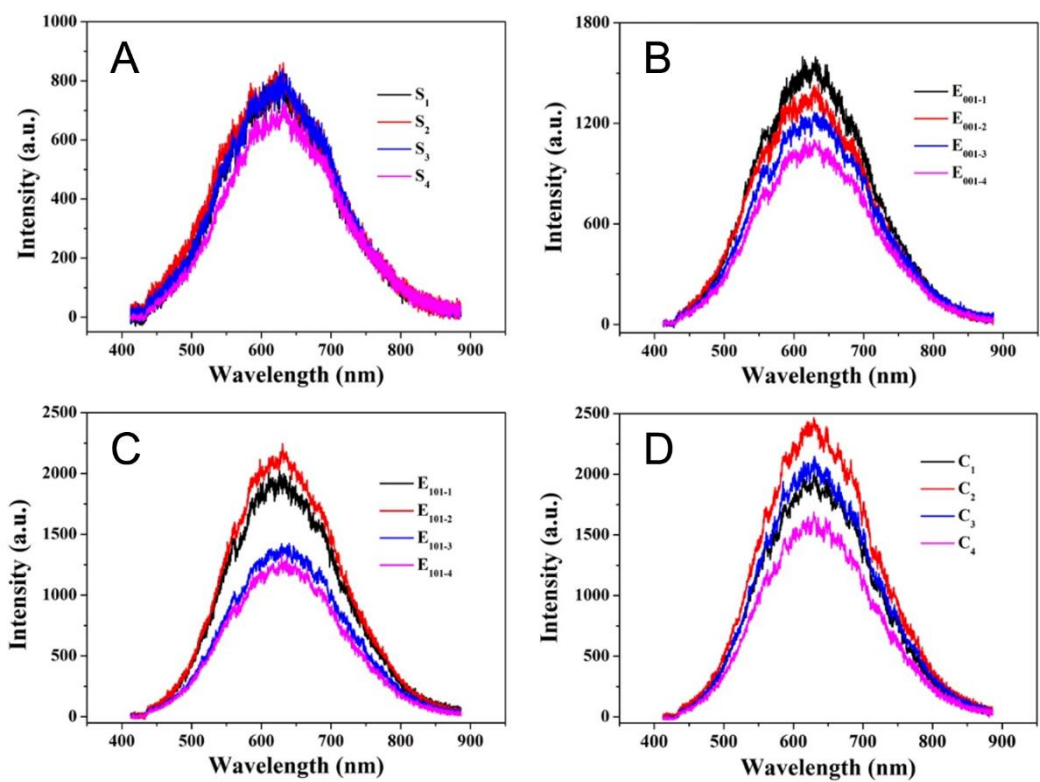 A
Intensity (a.u.)
1000
800
600
400
200
0
S1
S2
S3
S4
400 500 600 700 800 900
Wavelength (nm)
B
Intensity (a.u.)
1800
1200
600
0
E001-1
E001-2
E001-3
E001-4
400 500 600 700 800 900
Wavelength (nm)
C
Intensity (a.u.)
2500
2000
1500
1000
500
0
E101-1
E101-2
E101-3
E101-4
400 500 600 700 800 900
Wavelength (nm)
D
Intensity (a.u.)
2500
2000
1500
1000
500
0
C1
C2
C3
C4
400 500 600 700 800 900
Wavelength (nm)